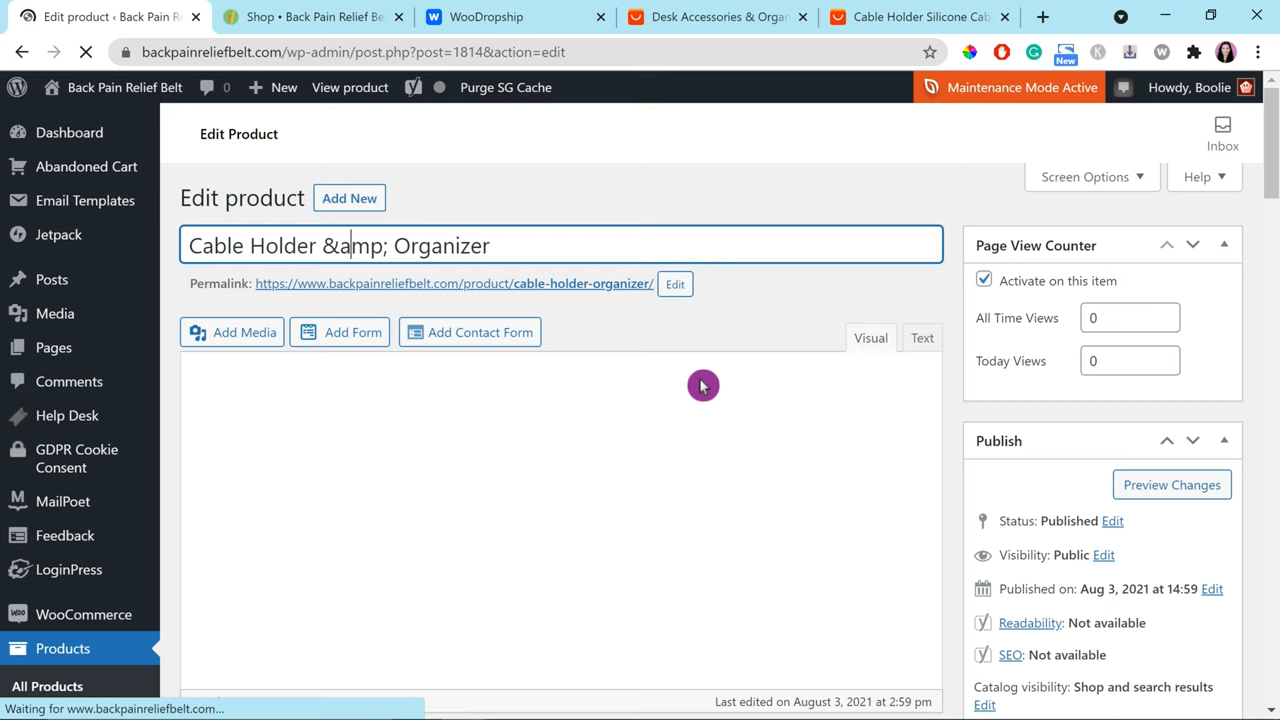 Edit product ‹ Back Pain R
Shop • Back Pain Relief Be
WooDropship
Desk Accessories & Organ
Cable Holder Silicone Cab
backpainreliefbelt.com/wp-admin/post.php?post=1814&action=edit
New
Back Pain Relief Belt
0
New
View product
Purge SG Cache
Maintenance Mode Active
Howdy, Boolie
Dashboard
Abandoned Cart
Email Templates
Jetpack
Posts
Media
Pages
Comments
Help Desk
GDPR Cookie
Consent
MailPoet
Feedback
LoginPress
WooCommerce
Products
All Products
Edit Product
Inbox
Screen Options
Help
Edit product
Add New
Cable Holder &amp; Organizer
Permalink: https://www.backpainreliefbelt.com/product/cable-holder-organizer/
Edit
Add Media
Add Form
Add Contact Form
Visual
Text
Last edited on August 3, 2021 at 2:59 pm
Page View Counter
Activate on this item
All Time Views
0
Today Views
0
Publish
Preview Changes
Status: Published Edit
Visibility: Public Edit
Published on: Aug 3, 2021 at 14:59 Edit
Readability: Not available
SEO: Not available
Catalog visibility: Shop and search results
Edit
Waiting for www.backpainreliefbelt.com...